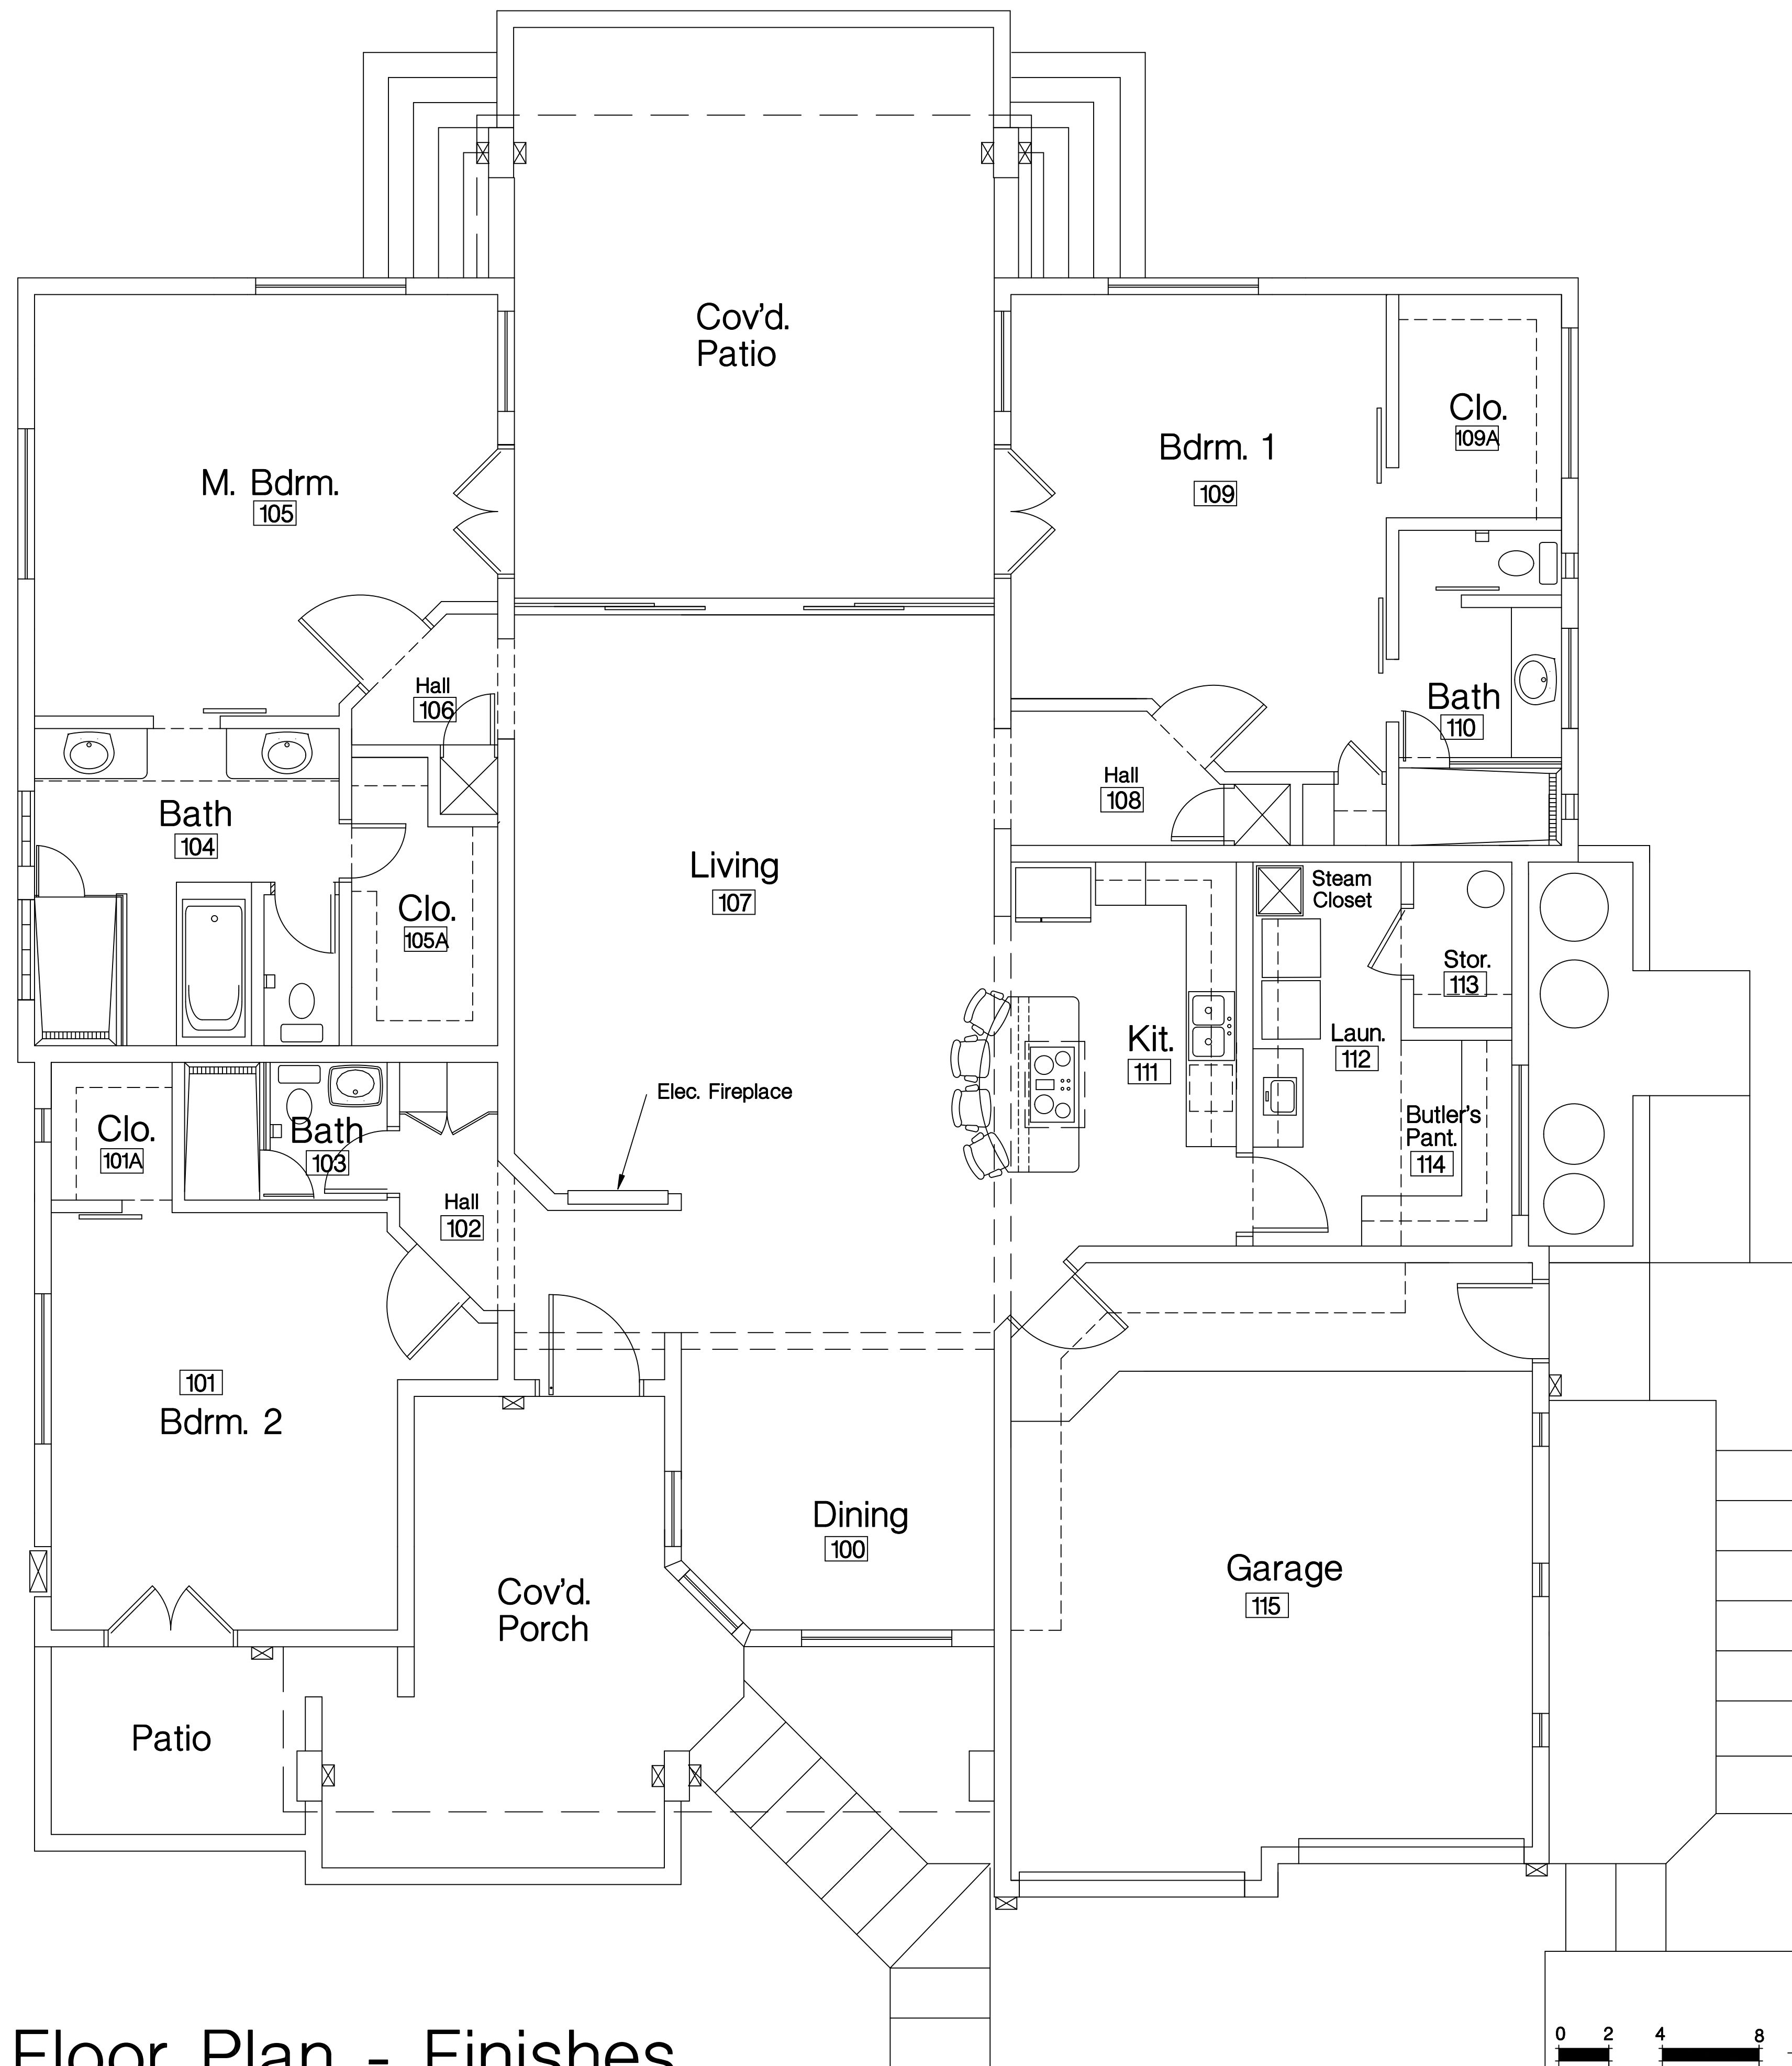 Cov'd.
Patio
Clo.
109A
Bdrm. 1
109
M. Bdrm.
105
Hall
106
Bath
110
Hall
108
Bath
104
Living
107
Steam
Closet
Clo.
105A
Stor.
113
Kit.
111
Laun.
112
Elec. Fireplace
Butler's
Pant.
114
Clo.
101A
Bath
103
Hall
102
101
Bdrm. 2
Dining
100
Garage
115
Cov'd.
Porch
Patio
Floor Plan - Finishes
0 2 4 8